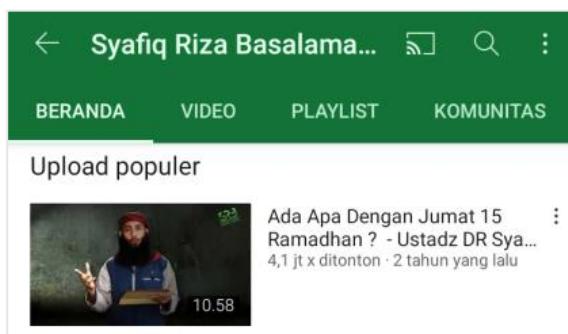 Syafiq Riza Basalama...
BERANDA VIDEO PLAYLIST KOMUNITAS
Upload populer
Ada Apa Dengan Jumat 15
Ramadhan ? - Ustadz DR Sya...
4,1 jt x ditonton · 2 tahun yang lalu
10.58